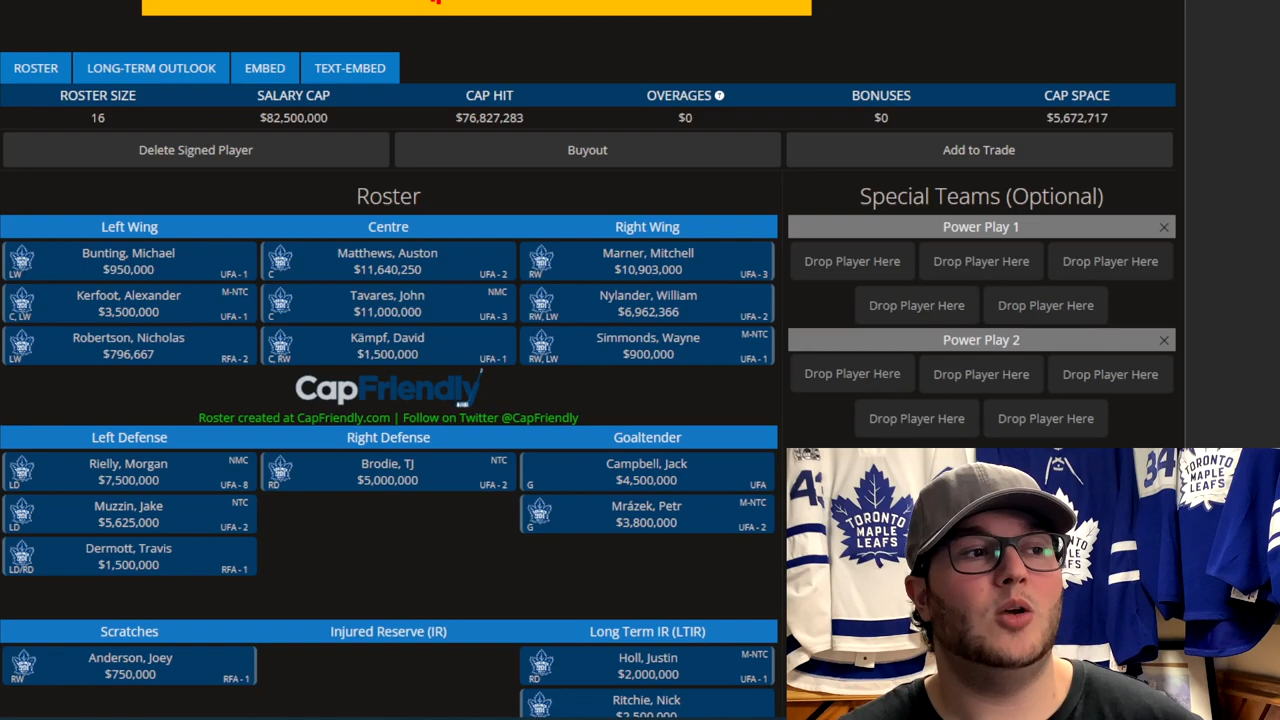 ROSTER LONG-TERM OUTLOOK EMBED TEXT-EMBED
ROSTER SIZE SALARY CAP CAP HIT OVERAGES BONUSES CAP SPACE
16 $82,500,000 $76,827,283 $0 $0 $5,672,717
Delete Signed Player Buyout Add to Trade
Roster
Left Wing Centre Right Wing
Bunting, Michael Matthews, Auston Marner, Mitchell
LW $950,000 UFA - 1 C $11,640,250 UFA - 2 RW $10,903,000 UFA - 3
Kerfoot, Alexander M-NTC Tavares, John NMC Nylander, William
C, LW $3,500,000 UFA - 1 C $11,000,000 UFA - 3 RW, LW $6,962,366 UFA - 2
Robertson, Nicholas Kämpf, David Simmonds, Wayne M-NTC
LW $796,667 RFA - 2 C, RW $1,500,000 UFA - 1 RW, LW $900,000 UFA - 1
CapFriendly
Roster created at CapFriendly.com | Follow on Twitter @CapFriendly
Left Defense Right Defense Goaltender
Rielly, Morgan NMC Brodie, TJ NTC Campbell, Jack
LD $7,500,000 UFA - 8 RD $5,000,000 UFA - 2 G $4,500,000 UFA
Muzzin, Jake NTC Mrázek, Petr M-NTC
LD $5,625,000 UFA - 2 G $3,800,000 UFA - 2
Dermott, Travis
LD/RD $1,500,000 RFA - 1
Scratches Injured Reserve (IR) Long Term IR (LTIR)
Anderson, Joey Holl, Justin M-NTC
RW $750,000 RFA - 1 RD $2,000,000 UFA - 1
Ritchie, Nick
$2,500,000
Special Teams (Optional)
Power Play 1
Drop Player Here Drop Player Here Drop Player Here
Drop Player Here Drop Player Here
Power Play 2
Drop Player Here Drop Player Here Drop Player Here
Drop Player Here Drop Player Here
TORONTO
MAPLE
LEAFS
34
TORONTO
MAPLE
LEAFS